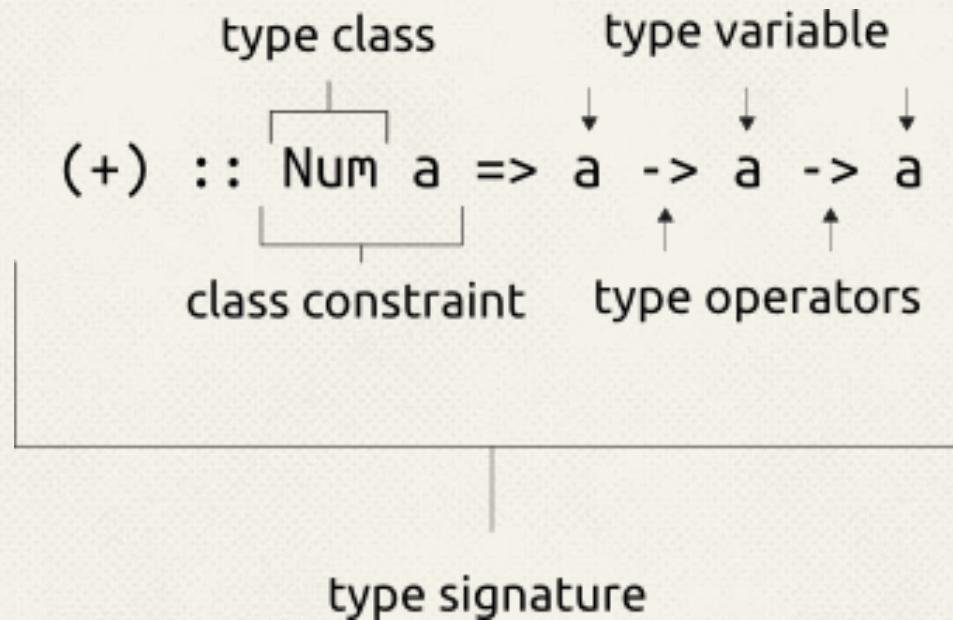 type class type variable
(+) :: Num a => a -> a -> a
class constraint type operators
type signature